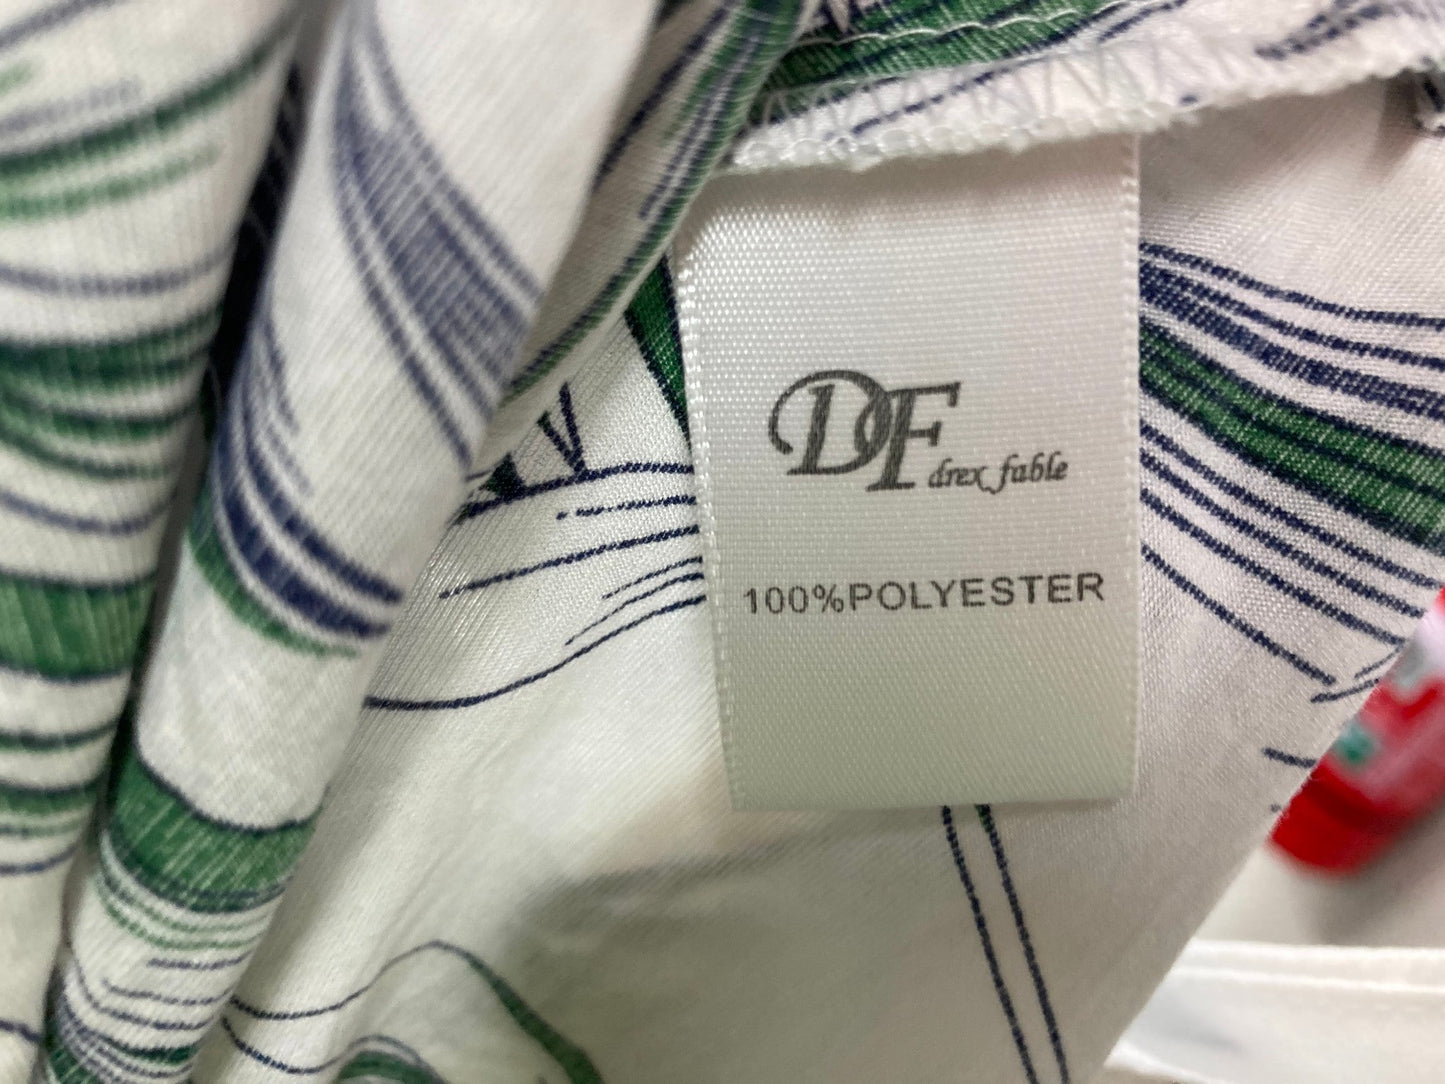 DF drex fable
100%POLYESTER